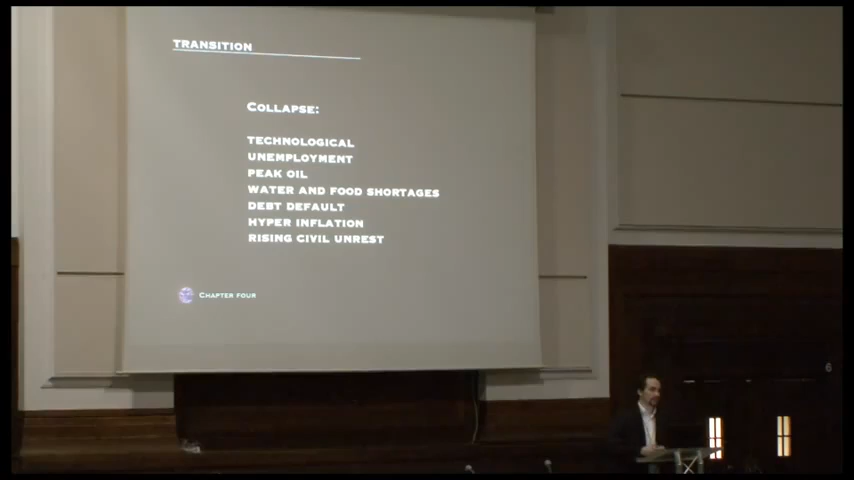 TRANSITION
COLLAPSE:
TECHNOLOGICAL
UNEMPLOYMENT
PEAK OIL
WATER AND FOOD SHORTAGES
DEBT DEFAULT
HYPER INFLATION
RISING CIVIL UNREST
CHAPTER FOUR